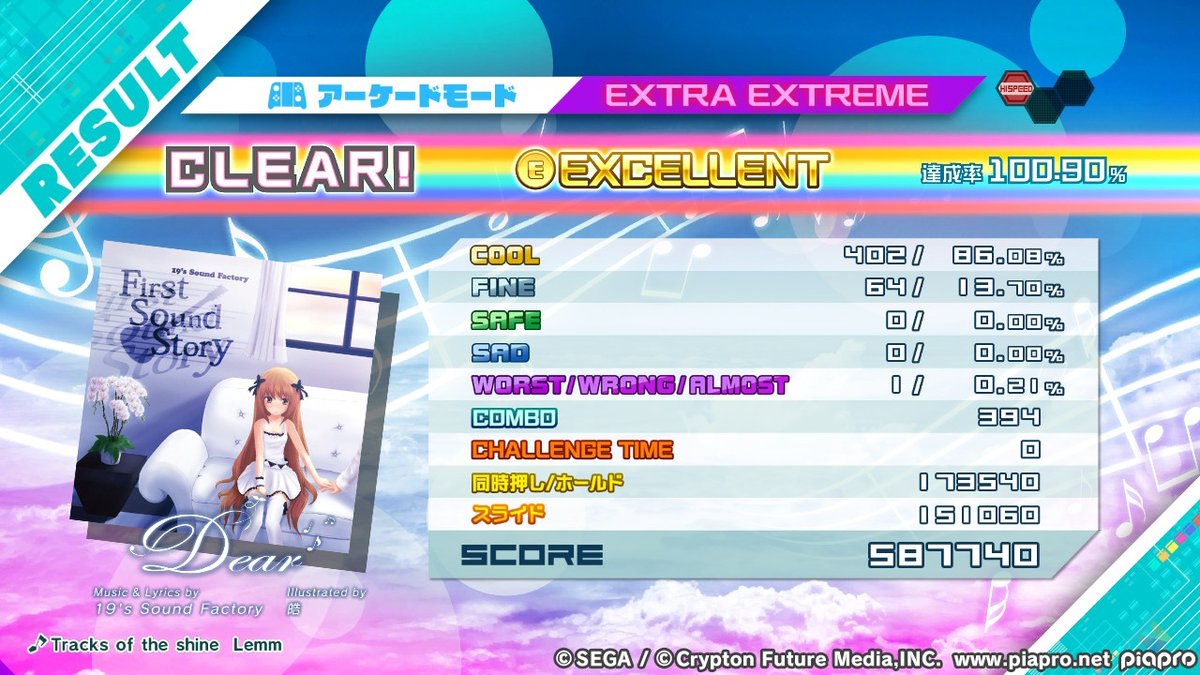 RESULT
アーケードモード EXTRA EXTREME HISPEED
CLEAR! E EXCELLENT 達成率 100.90%
COOL 402/ 86.08%
FINE 64/ 13.70%
SAFE 0/ 0.00%
SAD 0/ 0.00%
WORST/WRONG/ALMOST 1/ 0.21%
COMBO 394
CHALLENGE TIME 0
同時押し/ホールド 173540
スライド 151060
SCORE 587740
19's Sound Factory
First
Sound
Story
Dear
Music & Lyrics by
19's Sound Factory
Illustrated by
皓
Tracks of the shine Lemm
©SEGA / ©Crypton Future Media,INC. www.piapro.net piapro